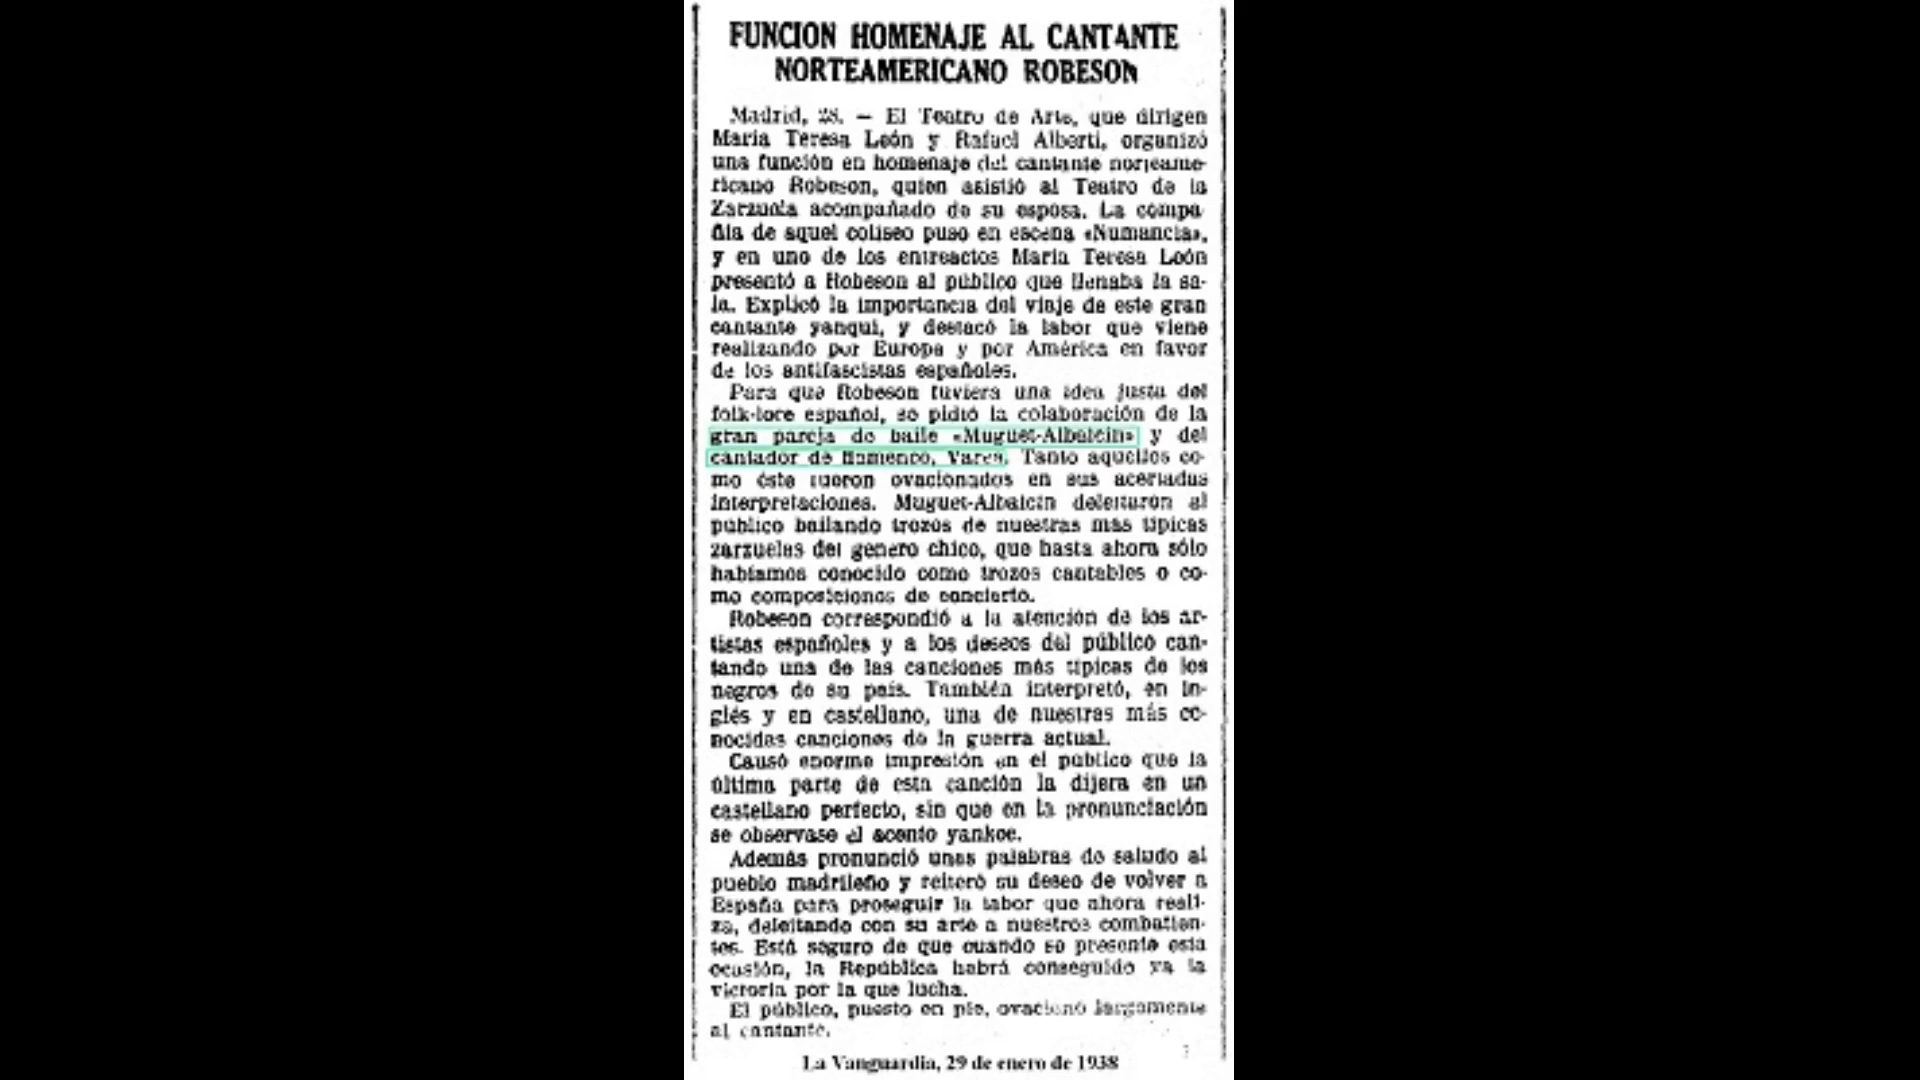 FUNCION HOMENAJE AL CANTANTE
NORTEAMERICANO ROBESON
Madrid, 28. — El Teatro de Arte, que dirigen
María Teresa León y Rafael Alberti, organizó
una función en homenaje del cantante norteame-
ricano Robeson, quien asistió al Teatro de la
Zarzuela acompañado de su esposa. La compa-
ñía de aquel coliseo puso en escena «Numancia»,
y en uno de los entreactos María Teresa León
presentó a Robeson al público que llenaba la sa-
la. Explicó la importancia del viaje de este gran
cantante yanqui, y destacó la labor que viene
realizando por Europa y por América en favor
de los antifascistas españoles.
Para que Robeson tuviera una idea justa del
folk-lore español, se pidió la colaboración de la
gran pareja de baile «Muguet-Albaicín» y del
cantador de flamenco, Vares. Tanto aquellos co-
mo éste fueron ovacionados en sus acertadas
interpretaciones. Muguet-Albaicín deleitaron al
público bailando trozos de nuestras más típicas
zarzuelas del género chico, que hasta ahora sólo
habíamos conocido como trozos cantables o co-
mo composiciones de concierto.
Robeson correspondió a la atención de los ar-
tistas españoles y a los deseos del público can-
tando una de las canciones más típicas de los
negros de su país. También interpretó, en in-
glés y en castellano, una de nuestras más co-
nocidas canciones de la guerra actual.
Causó enorme impresión en el público que la
última parte de esta canción la dijera en un
castellano perfecto, sin que en la pronunciación
se observase el acento yankee.
Además pronunció unas palabras de saludo al
pueblo madrileño y reiteró su deseo de volver a
España para proseguir la labor que ahora reali-
za, deleitando con su arte a nuestros combatien-
tes. Está seguro de que cuando se presente esta
ocasión, la República habrá conseguido ya la
victoria por la que lucha.
El público, puesto en pie, ovacionó largamente
al cantante.
La Vanguardia, 29 de enero de 1938